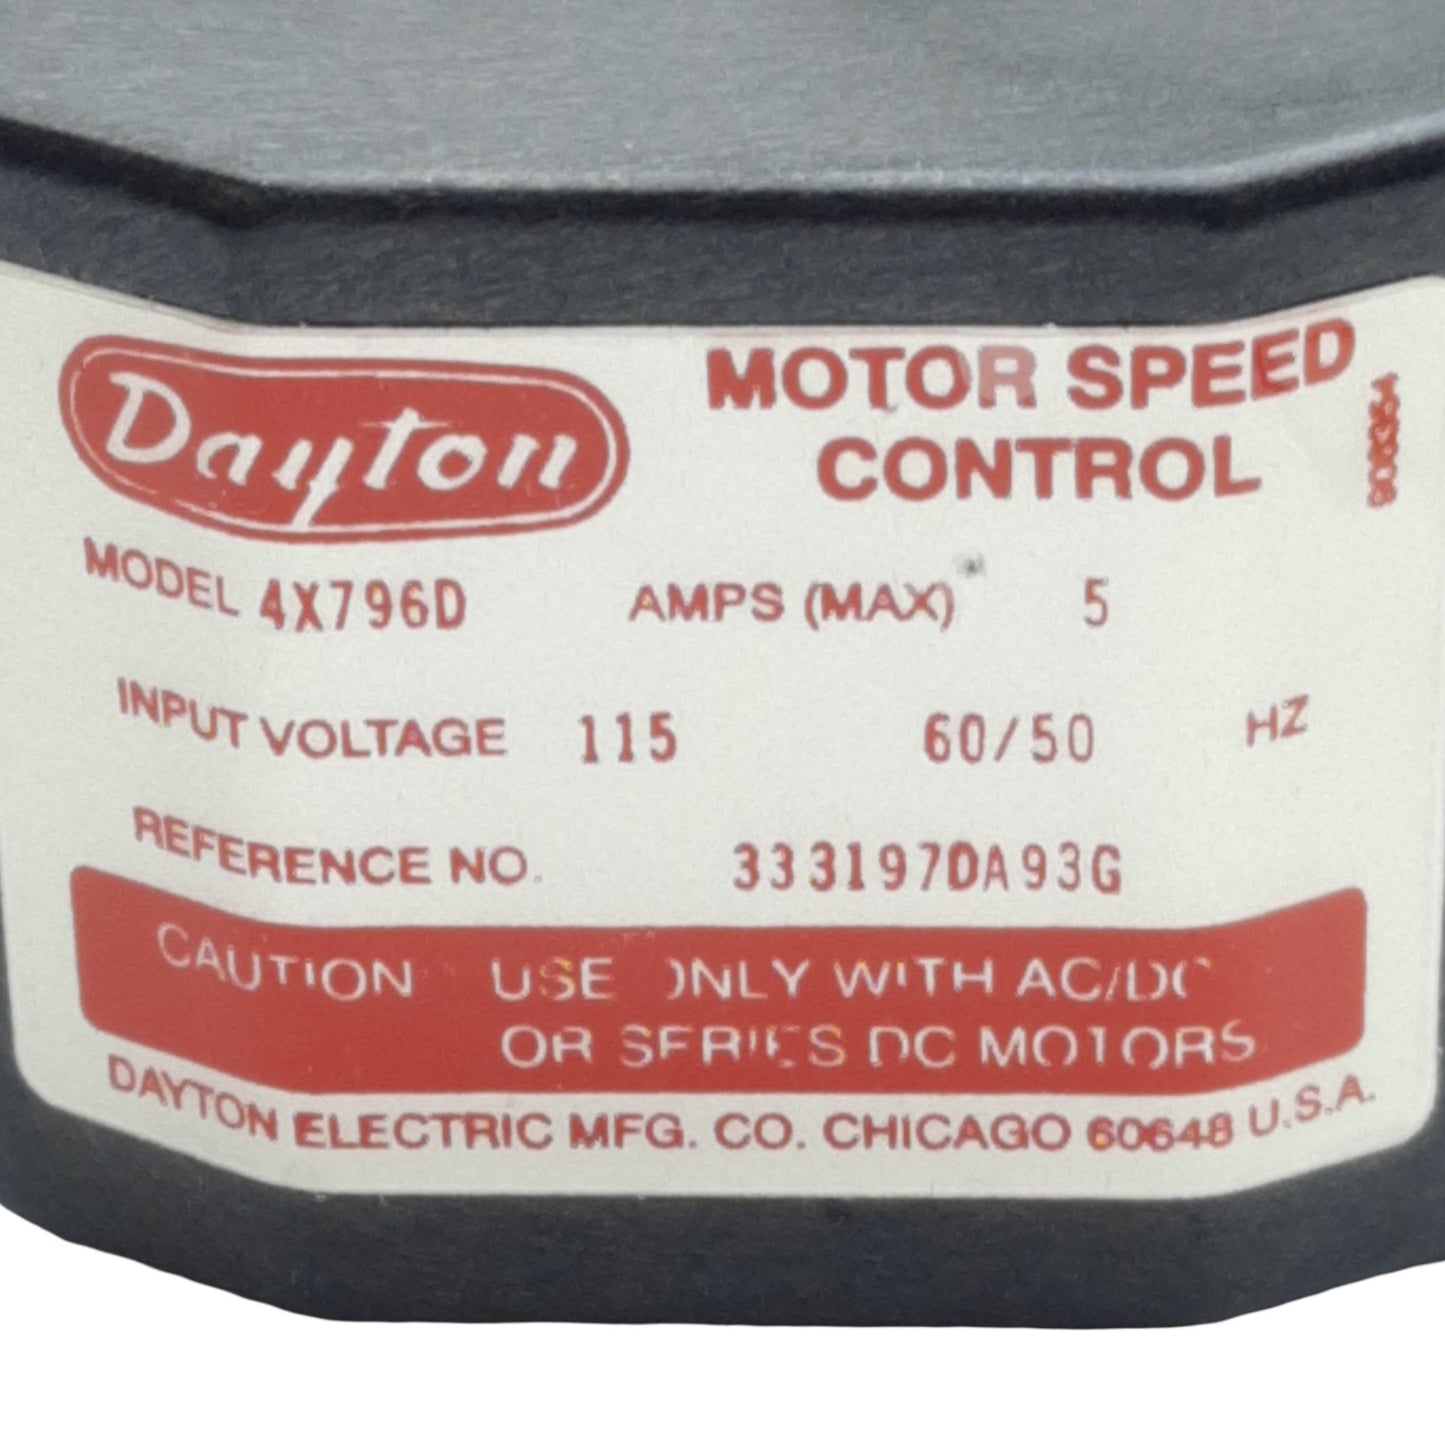 Dayton
MOTOR SPEED
CONTROL
MODEL 4X796D AMPS (MAX) 5
INPUT VOLTAGE 115 60/50 HZ
REFERENCE NO. 333197DA93G
CAUTION USE ONLY WITH AC/DC
OR SERIES DC MOTORS
DAYTON ELECTRIC MFG. CO. CHICAGO 60648 U.S.A.